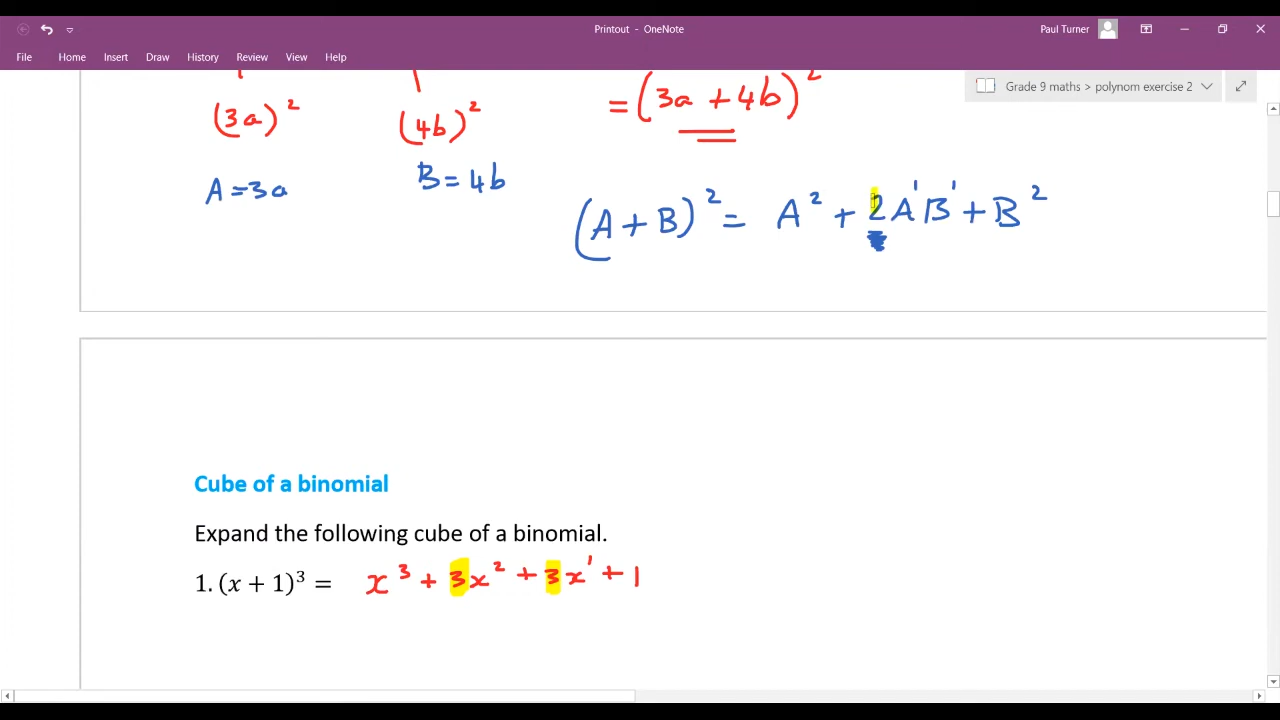 Printout - OneNote
Paul Turner
File Home Insert Draw History Review View Help
Grade 9 maths > polynom exercise 2
(3a)² (4b)² = (3a + 4b)²
A = 3a B = 4b
(A + B)² = A² + 2A¹B¹ + B²
Cube of a binomial
Expand the following cube of a binomial.
1. (x + 1)³ = x³ + 3x² + 3x¹ + 1